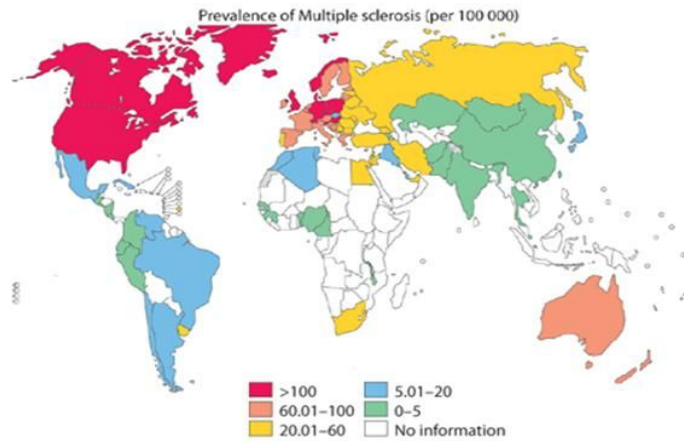 Prevalence of Multiple sclerosis (per 100 000)
>100
60.01–100
20.01–60
5.01–20
0–5
No information